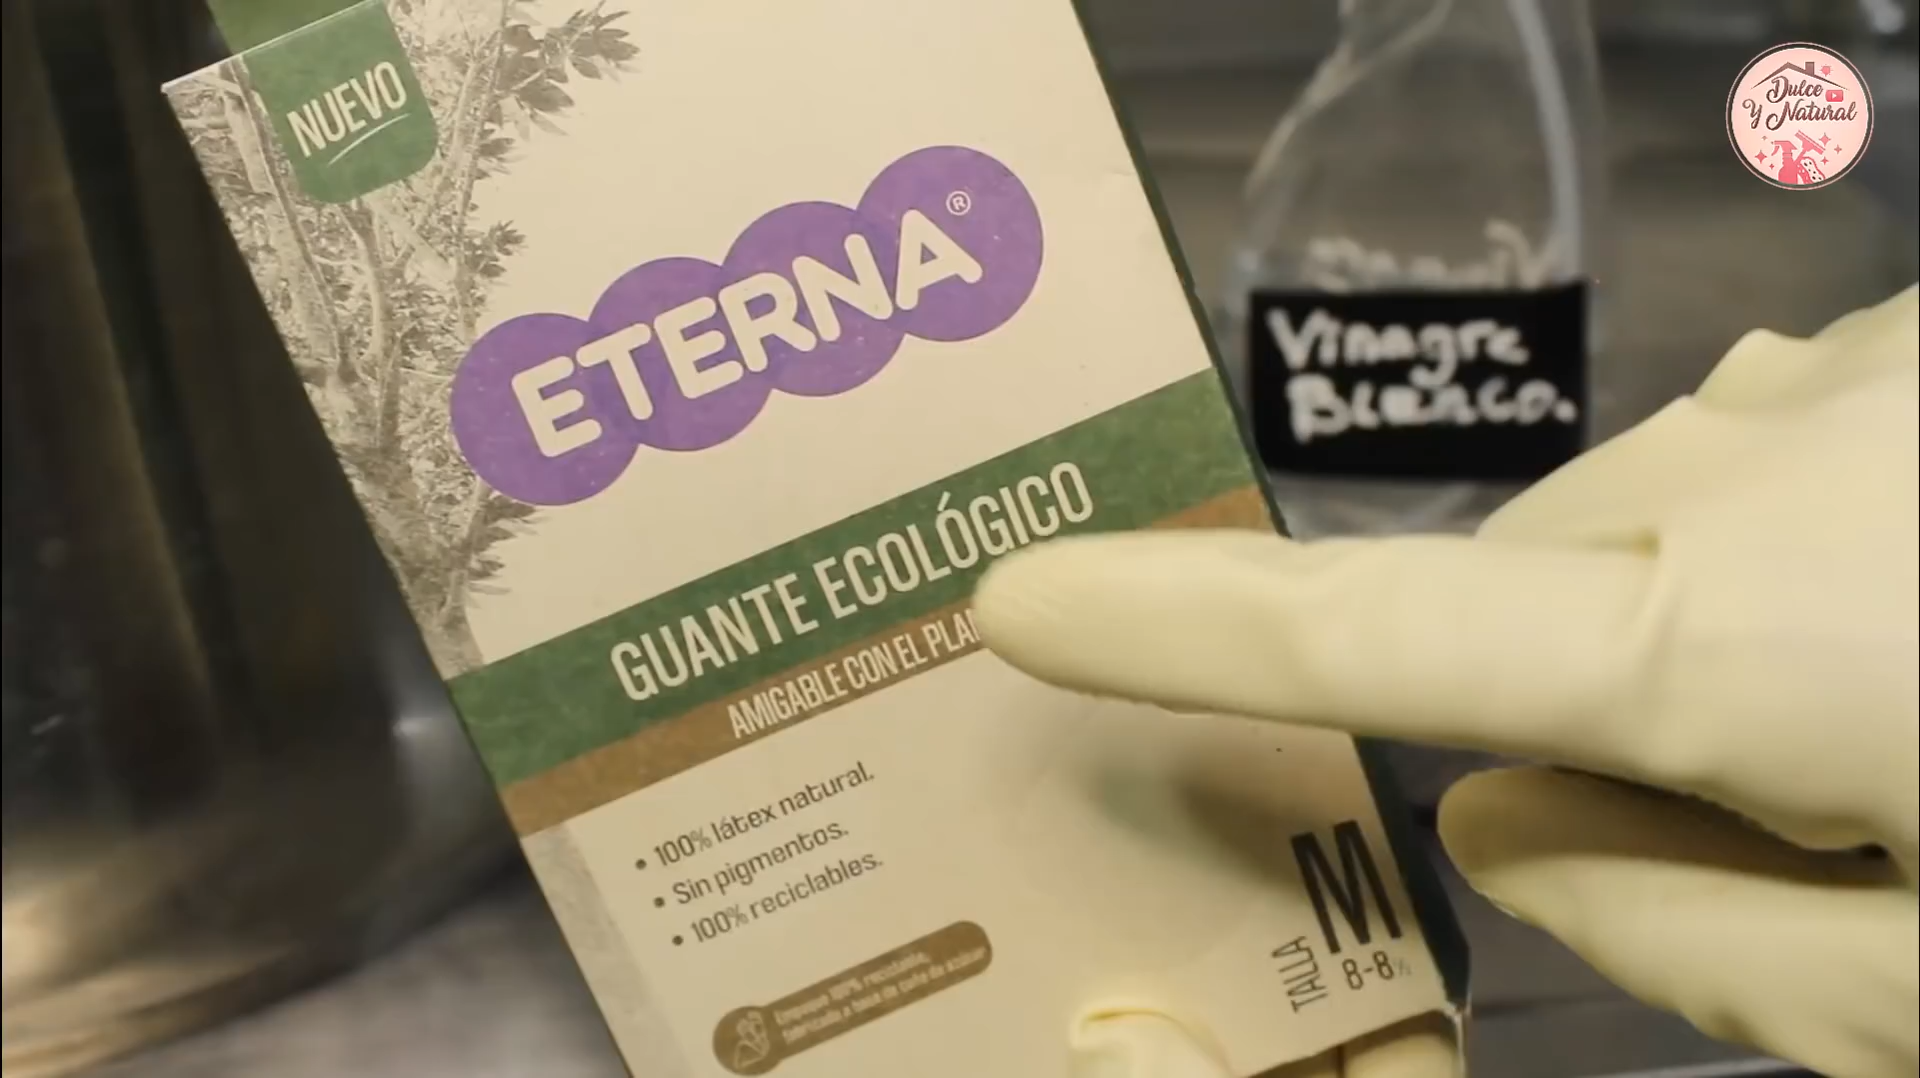 NUEVO
ETERNA®
GUANTE ECOLÓGICO
AMIGABLE CON EL
• 100% látex natural.
• Sin pigmentos.
• 100% reciclables.
TALLA
M
8-8½
Vinagre
Blanco.
Dulce
Y Natural